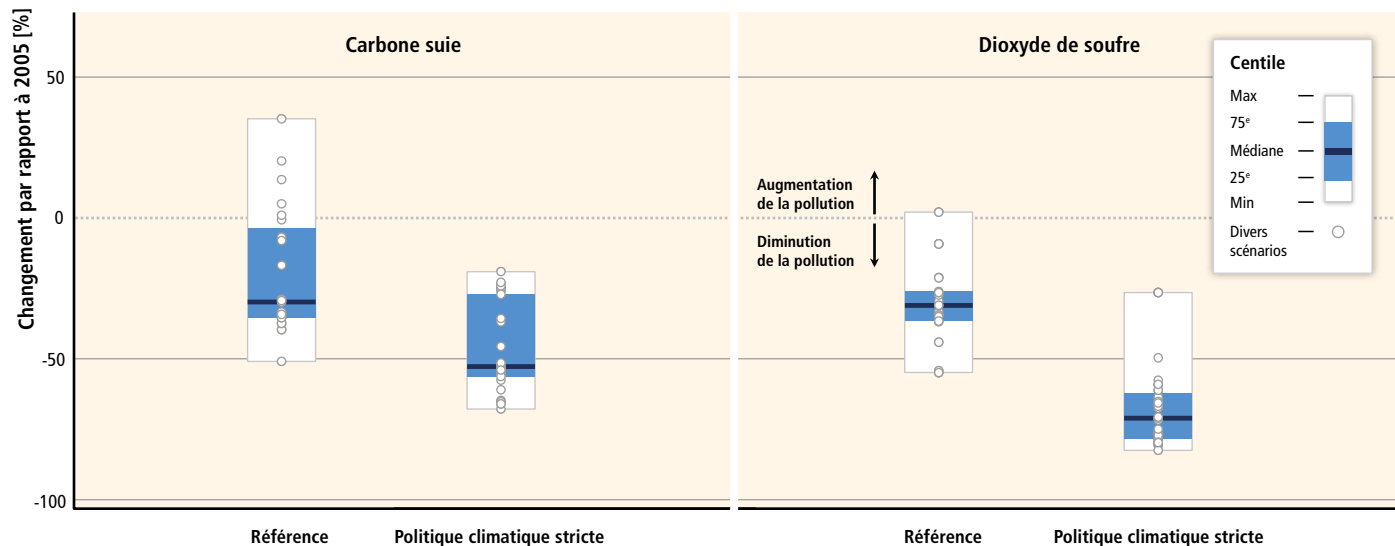 Changement par rapport à 2005 [%]
50
0
-50
-100
Carbone suie
Référence
Politique climatique stricte
Dioxyde de soufre
Augmentation
de la pollution
Diminution
de la pollution
Référence
Politique climatique stricte
Centile
Max
75e
Médiane
25e
Min
Divers
scénarios